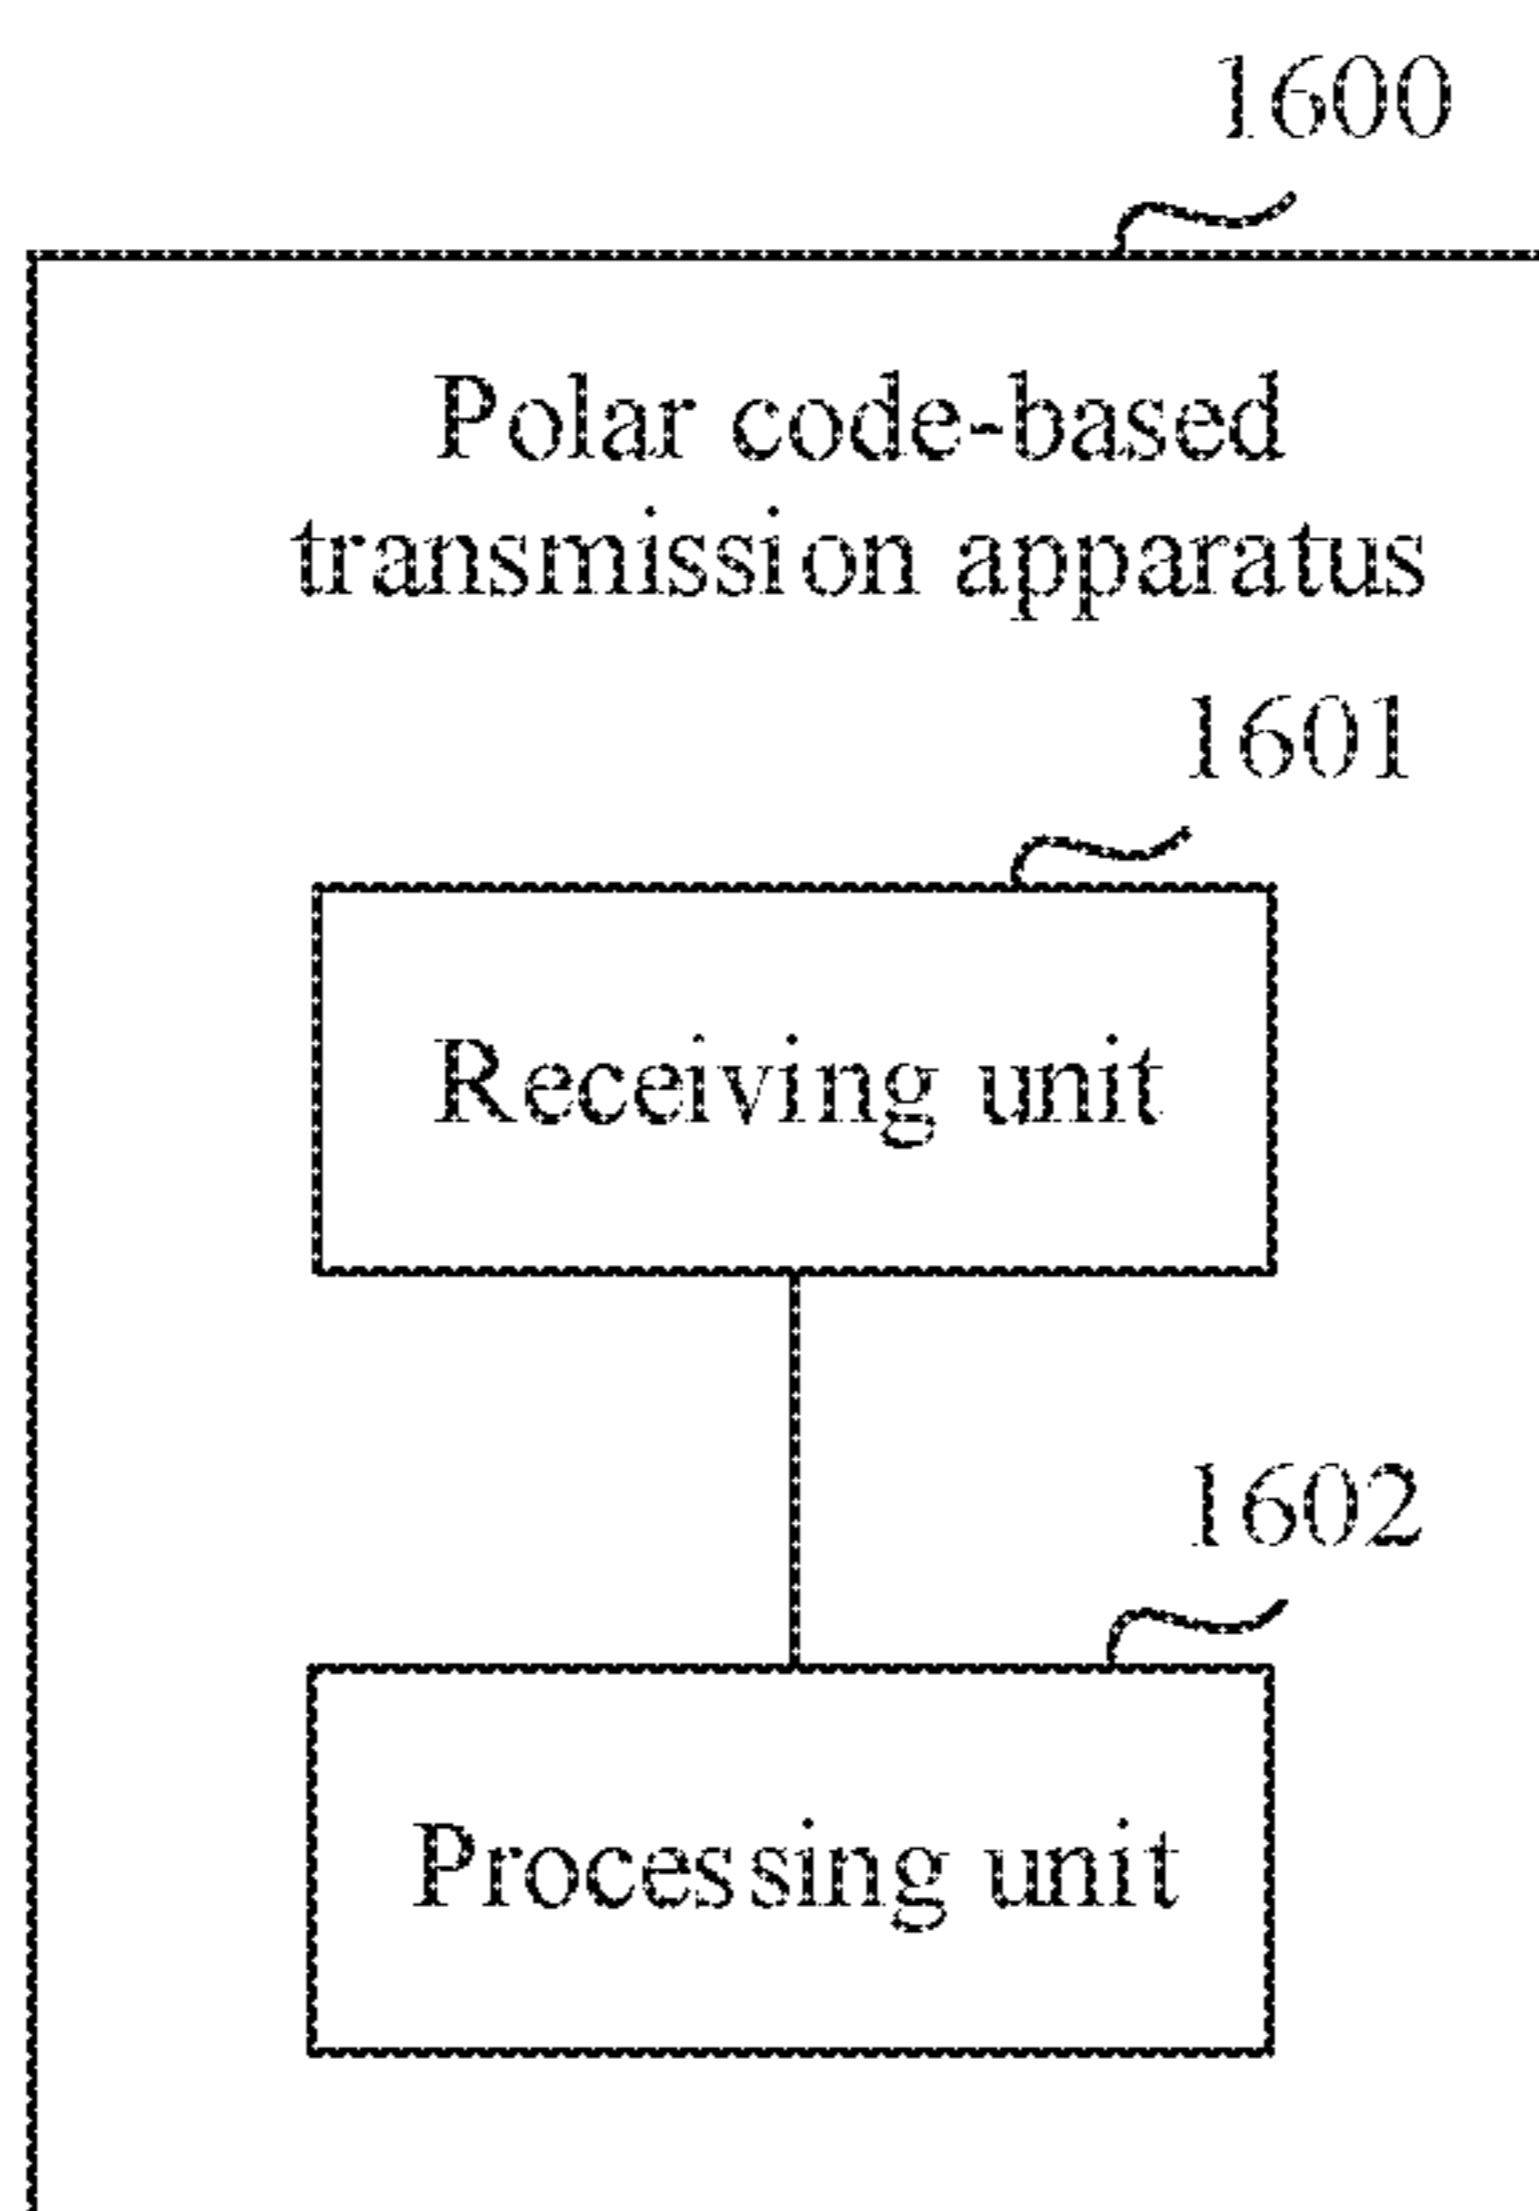 1600
Polar code-based
transmission apparatus
1601
Receiving unit
1602
Processing unit